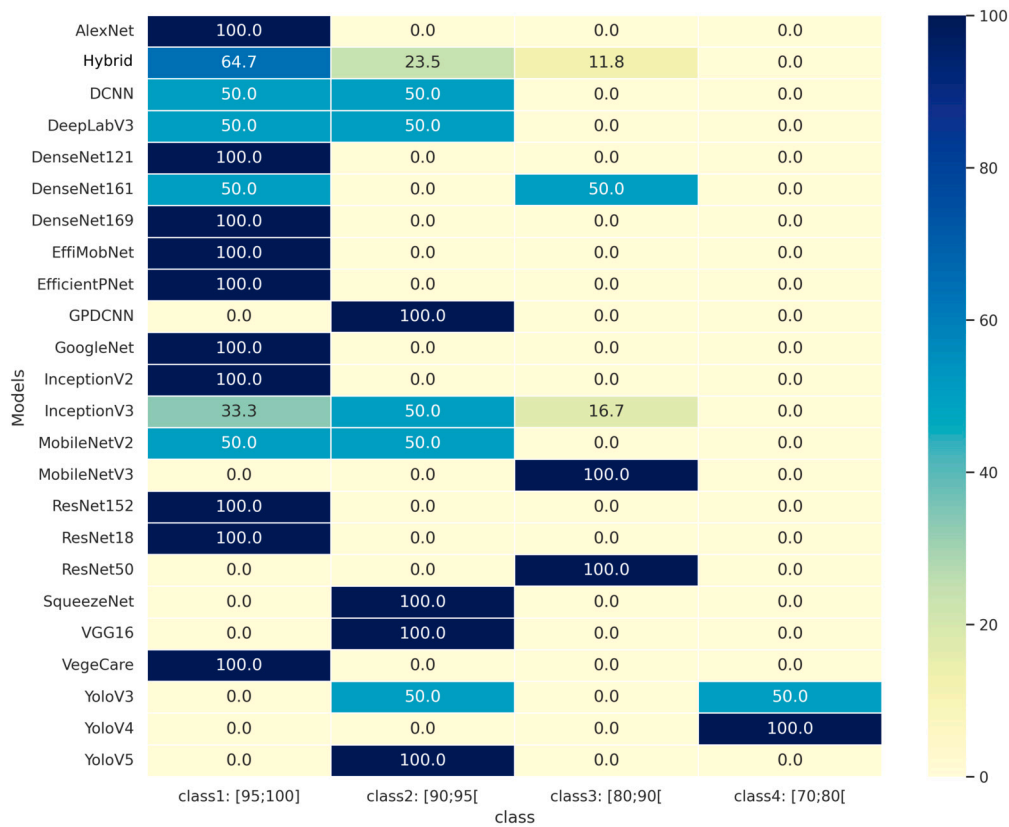 AlexNet 100.0 0.0 0.0 0.0
Hybrid 64.7 23.5 11.8 0.0
DCNN 50.0 50.0 0.0 0.0
DeepLabV3 50.0 50.0 0.0 0.0
DenseNet121 100.0 0.0 0.0 0.0
DenseNet161 50.0 0.0 50.0 0.0
DenseNet169 100.0 0.0 0.0 0.0
EffiMobNet 100.0 0.0 0.0 0.0
EfficientPNet 100.0 0.0 0.0 0.0
GPDCNN 0.0 100.0 0.0 0.0
GoogleNet 100.0 0.0 0.0 0.0
InceptionV2 100.0 0.0 0.0 0.0
InceptionV3 33.3 50.0 16.7 0.0
MobileNetV2 50.0 50.0 0.0 0.0
MobileNetV3 0.0 0.0 100.0 0.0
ResNet152 100.0 0.0 0.0 0.0
ResNet18 100.0 0.0 0.0 0.0
ResNet50 0.0 0.0 100.0 0.0
SqueezeNet 0.0 100.0 0.0 0.0
VGG16 0.0 100.0 0.0 0.0
VegeCare 100.0 0.0 0.0 0.0
YoloV3 0.0 50.0 0.0 50.0
YoloV4 0.0 0.0 0.0 100.0
YoloV5 0.0 100.0 0.0 0.0
class1: [95;100] class2: [90;95[ class3: [80;90[ class4: [70;80[
class
Models
100
80
60
40
20
0